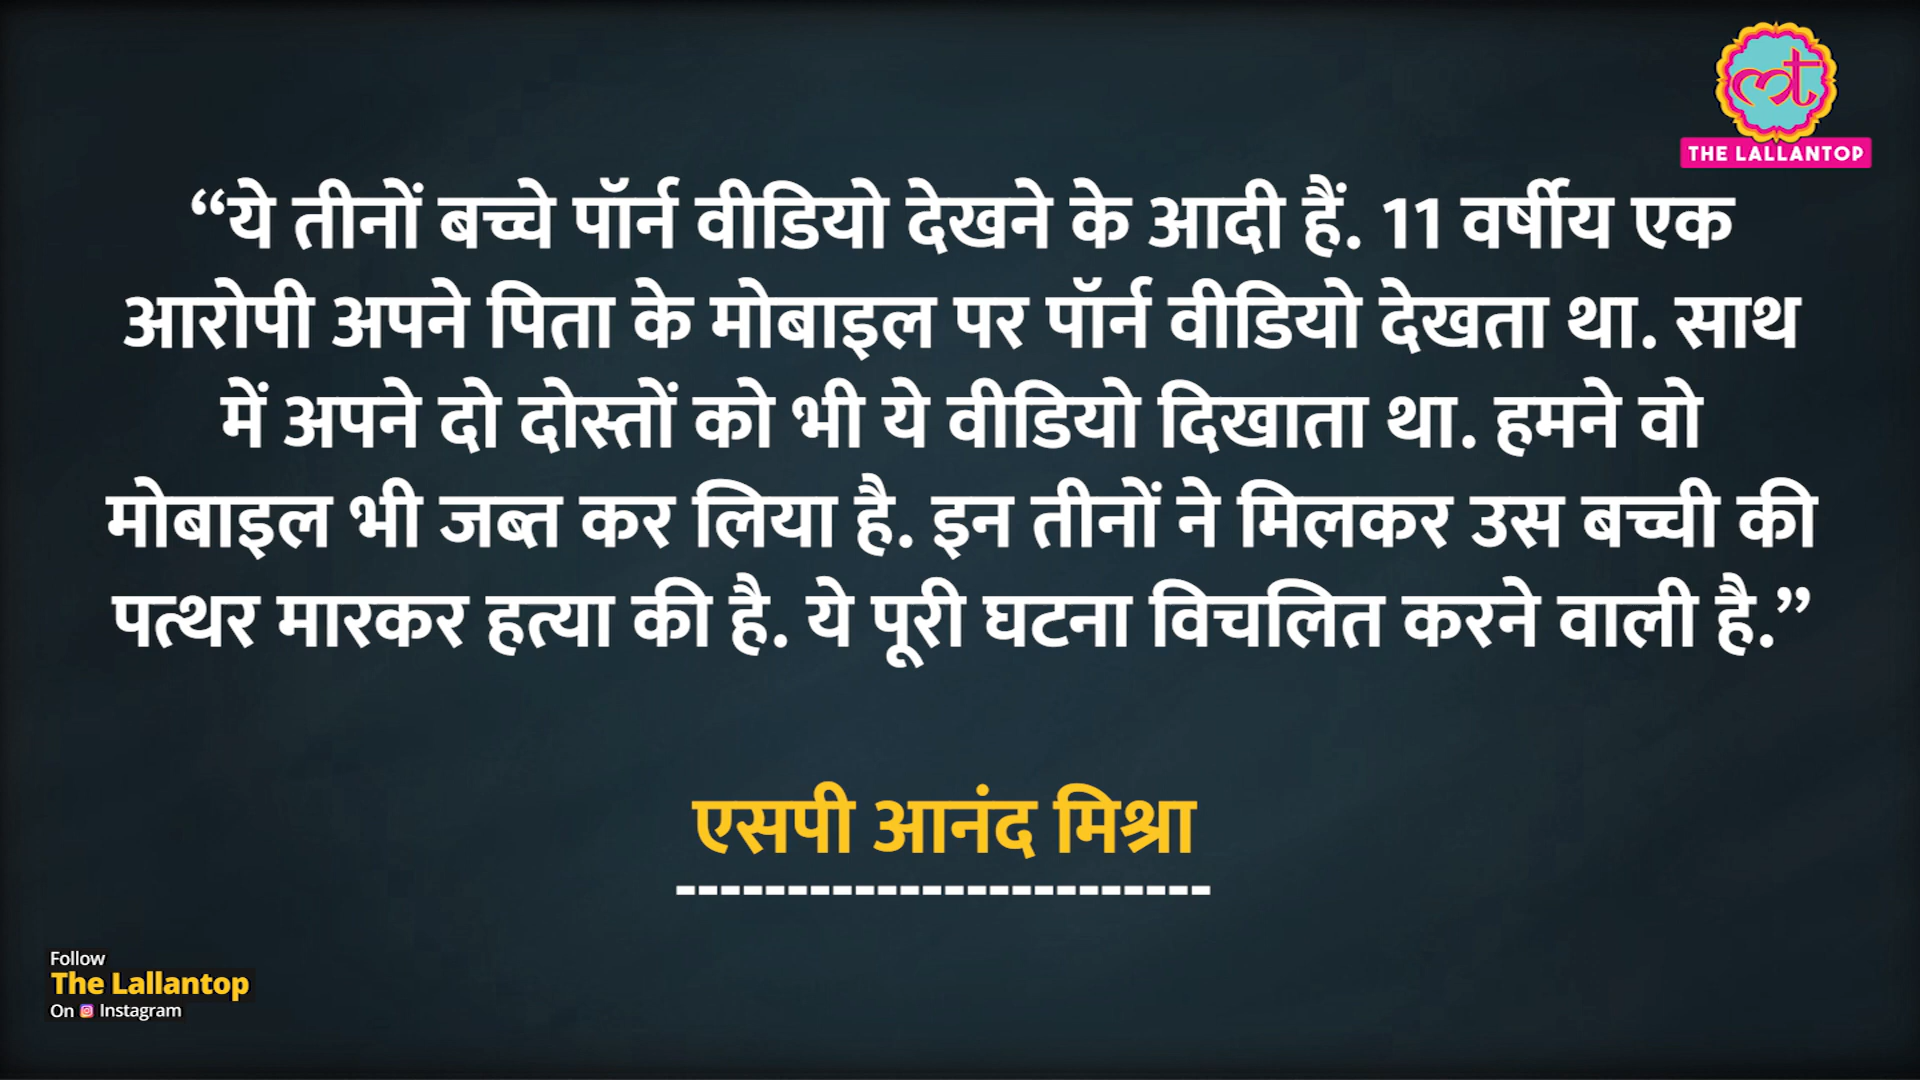 लt
THE LALLANTOP
“ये तीनों बच्चे पॉर्न वीडियो देखने के आदी हैं. 11 वर्षीय एक
आरोपी अपने पिता के मोबाइल पर पॉर्न वीडियो देखता था. साथ
में अपने दो दोस्तों को भी ये वीडियो दिखाता था. हमने वो
मोबाइल भी जब्त कर लिया है. इन तीनों ने मिलकर उस बच्ची की
पत्थर मारकर हत्या की है. ये पूरी घटना विचलित करने वाली है.”
एसपी आनंद मिश्रा
------------------------
Follow
The Lallantop
On Instagram